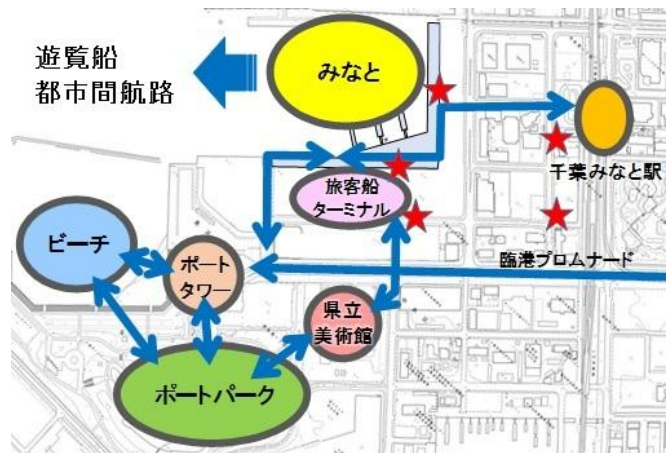 遊覧船
都市間航路
みなと
千葉みなと駅
旅客船
ターミナル
ビーチ
ポート
タワー
臨港プロムナード
県立
美術館
ポートパーク